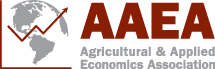 AAEA
Agricultural & Applied
Economics Association